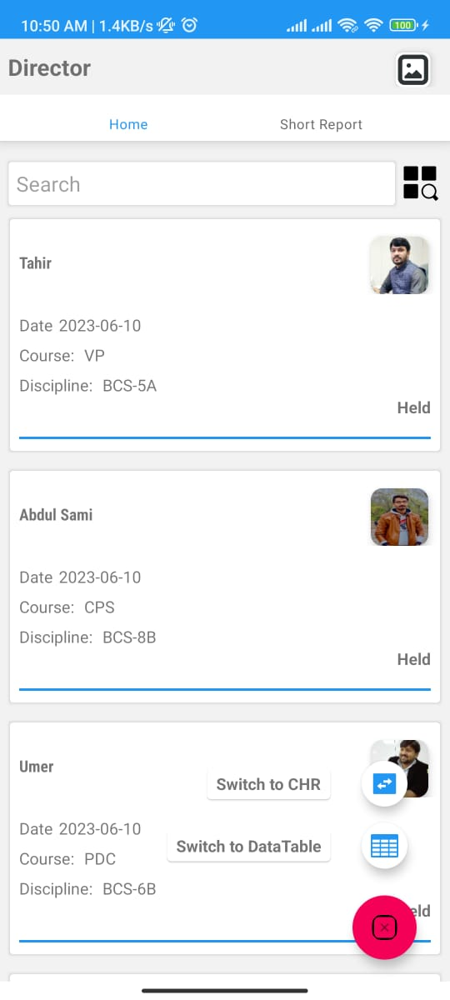 10:50 AM | 1.4KB/s
100
Director
Home
Short Report
Search
Tahir
Date 2023-06-10
Course: VP
Discipline: BCS-5A
Held
Abdul Sami
Date 2023-06-10
Course: CPS
Discipline: BCS-8B
Held
Umer
Switch to CHR
Date 2023-06-10
Switch to DataTable
Course: PDC
Discipline: BCS-6B
eld